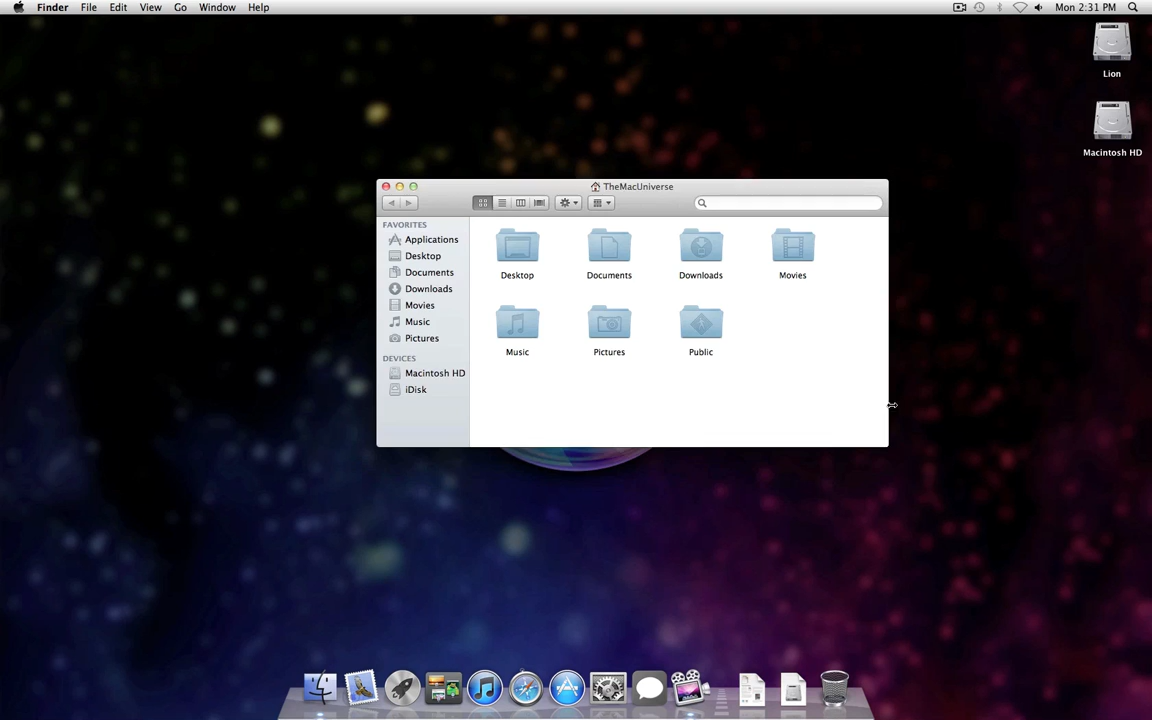 Finder File Edit View Go Window Help Mon 2:31 PM
Lion
Macintosh HD
TheMacUniverse
FAVORITES
Applications
Desktop
Documents
Downloads
Movies
Music
Pictures
DEVICES
Macintosh HD
iDisk
Desktop Documents Downloads Movies
Music Pictures Public